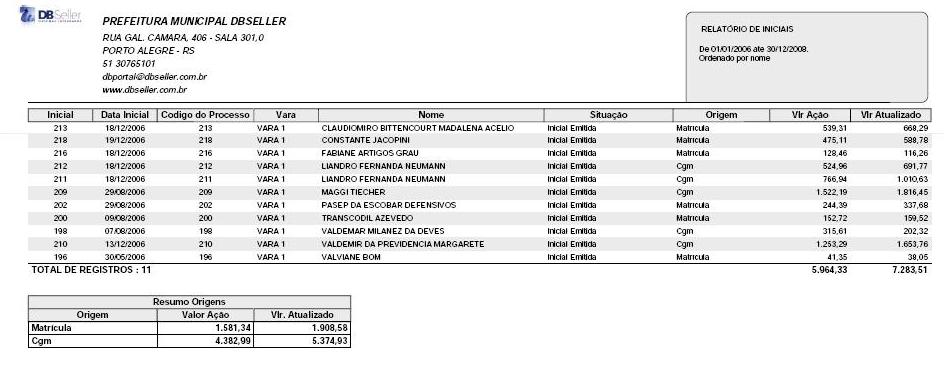 DBSeller
PREFEITURA MUNICIPAL DBSELLER
RUA GAL. CAMARA, 406 - SALA 301,0
PORTO ALEGRE - RS
51 30765101
dbportal@dbseller.com.br
www.dbseller.com.br
RELATÓRIO DE INICIAIS
De 01/01/2006 até 30/12/2008.
Ordenado por nome
Inicial Data Inicial Codigo do Processo Vara Nome Situação Origem Vlr Ação Vlr Atualizado
213 18/12/2006 213 VARA 1 CLAUDIOMIRO BITTENCOURT MADALENA ACELIO Inicial Emitida Matricula 539,31 668,29
218 19/12/2006 218 VARA 1 CONSTANTE JACOPINI Inicial Emitida Matricula 475,11 588,78
216 18/12/2006 216 VARA 1 FABIANE ARTIGOS GRAU Inicial Emitida Matricula 128,46 116,26
212 18/12/2006 212 VARA 1 LIANDRO FERNANDA NEUMANN Inicial Emitida Cgm 524,96 691,77
211 18/12/2006 211 VARA 1 LIANDRO FERNANDA NEUMANN Inicial Emitida Cgm 766,94 1.010,63
209 29/08/2006 209 VARA 1 MAGGI TIECHER Inicial Emitida Cgm 1.522,19 1.816,45
202 29/08/2006 202 VARA 1 PASEP DA ESCOBAR DEFENSIVOS Inicial Emitida Matricula 244,39 337,68
200 09/08/2006 200 VARA 1 TRANSCODIL AZEVEDO Inicial Emitida Matricula 152,72 159,52
198 07/08/2006 198 VARA 1 VALDEMAR MILANEZ DA DEVES Inicial Emitida Cgm 315,61 202,32
210 13/12/2006 210 VARA 1 VALDEMIR DA PREVIDENCIA MARGARETE Inicial Emitida Cgm 1.253,29 1.653,76
196 30/05/2006 196 VARA 1 VALVIANE BOM Inicial Emitida Matricula 41,35 38,05
TOTAL DE REGISTROS : 11 5.964,33 7.283,51
Resumo Origens
Origem Valor Ação Vlr. Atualizado
Matrícula 1.581,34 1.908,58
Cgm 4.382,99 5.374,93